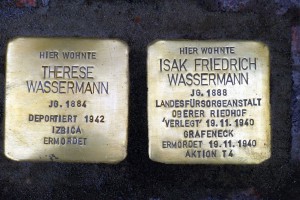 HIER WOHNTE
THERESE
WASSERMANN
JG. 1884
DEPORTIERT 1942
IZBICA
ERMORDET
HIER WOHNTE
ISAK FRIEDRICH
WASSERMANN
JG. 1888
LANDESFÜRSORGEANSTALT
OBERER RIEDHOF
'VERLEGT' 19.11.1940
GRAFENECK
ERMORDET 19.11.1940
AKTION T4